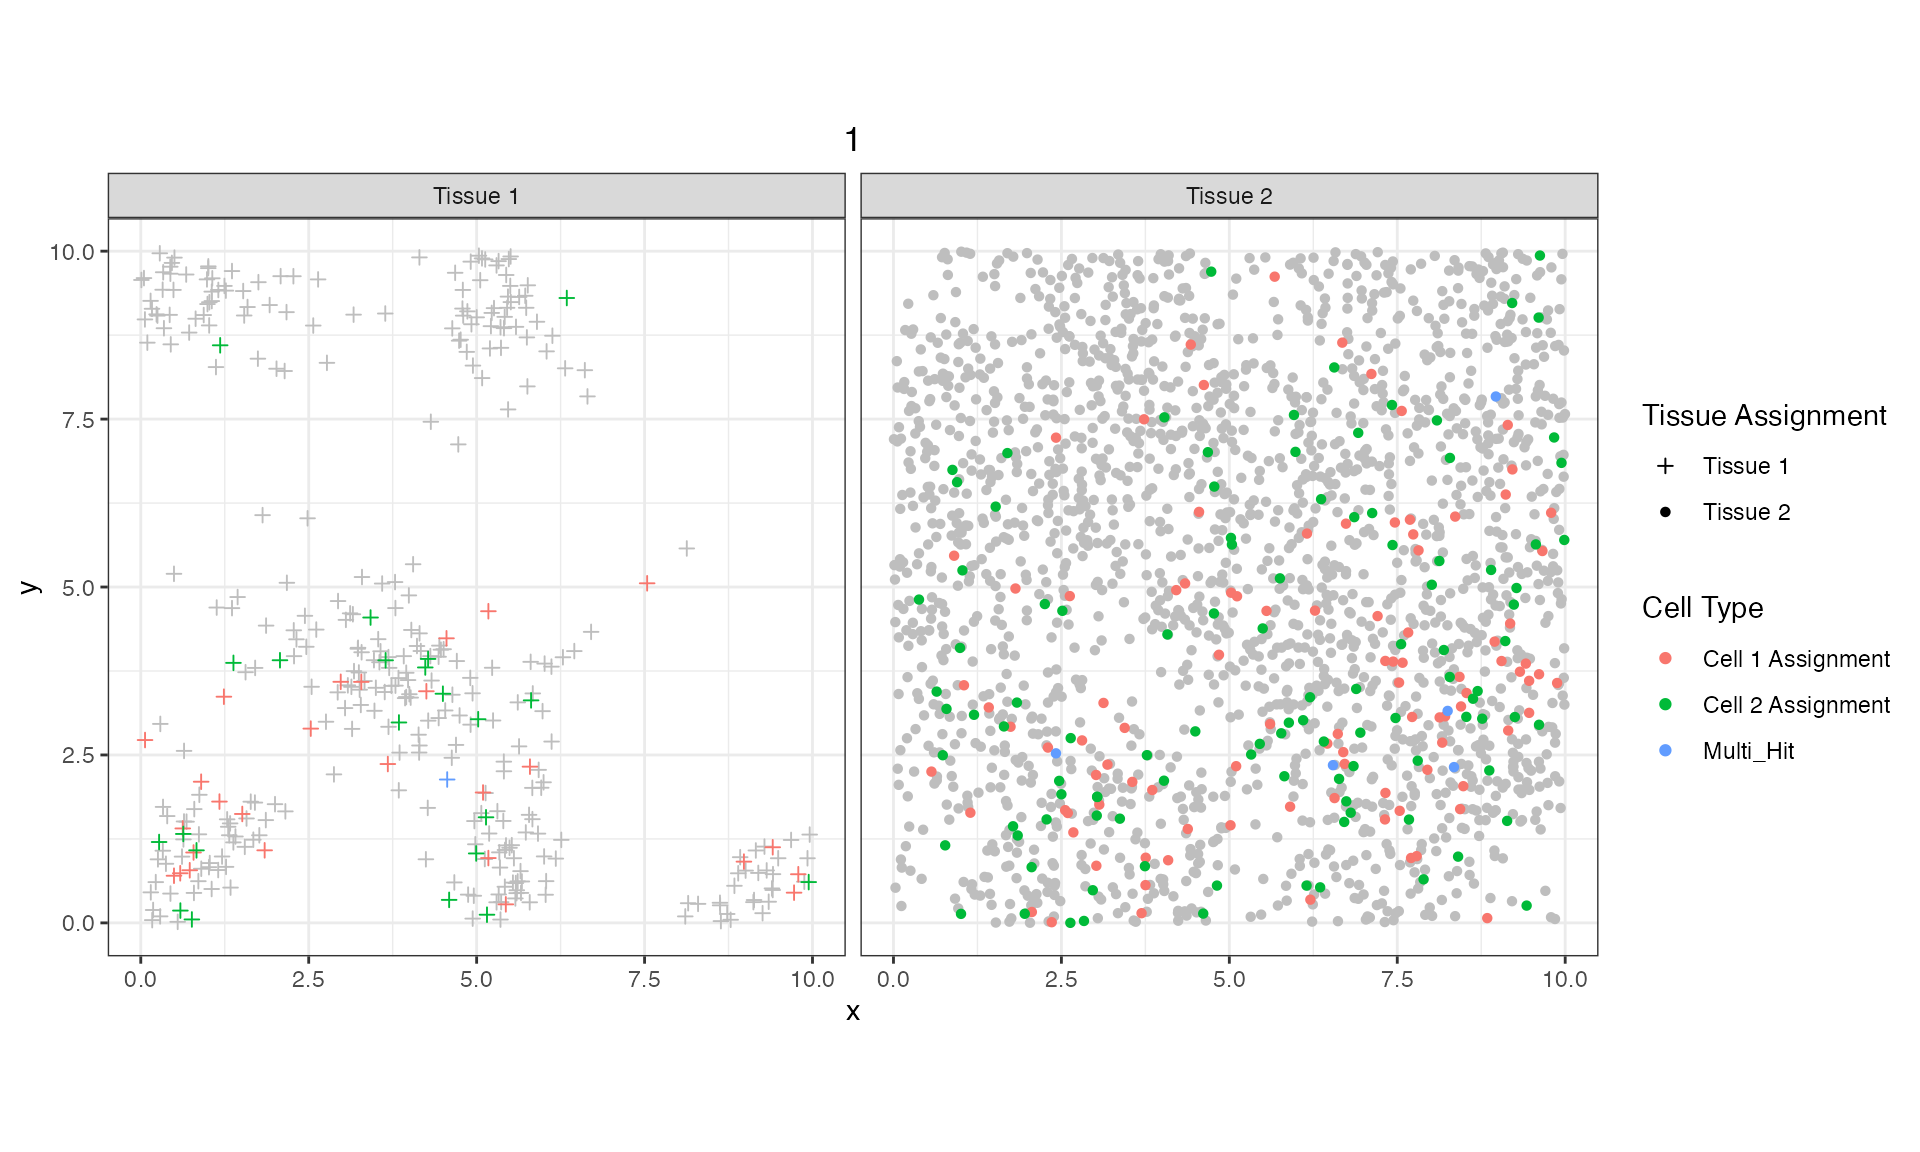 1
Tissue 1
Tissue 2
10.0
7.5
5.0
2.5
0.0
y
0.0 2.5 5.0 7.5 10.0
0.0 2.5 5.0 7.5 10.0
x
Tissue Assignment
Tissue 1
Tissue 2
Cell Type
Cell 1 Assignment
Cell 2 Assignment
Multi_Hit